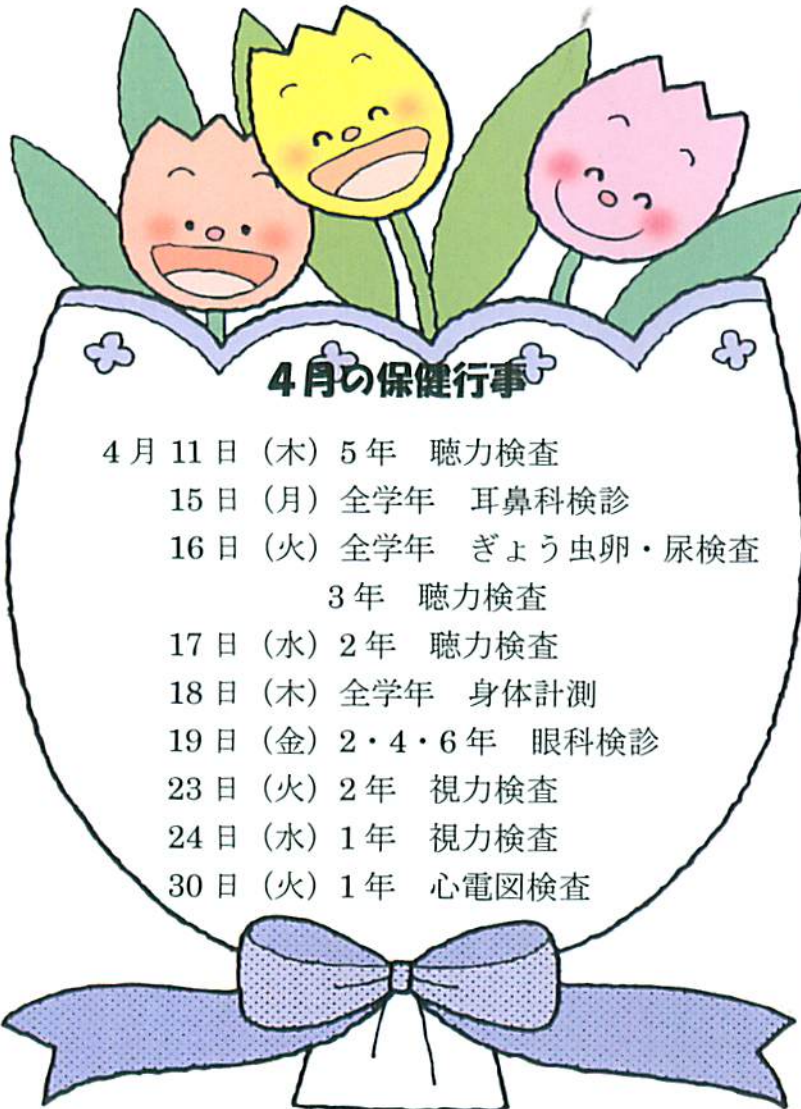 4月の保健行事
4月11日（木）5年　聴力検査
15日（月）全学年　耳鼻科検診
16日（火）全学年　ぎょう虫卵・尿検査
3年　聴力検査
17日（水）2年　聴力検査
18日（木）全学年　身体計測
19日（金）2・4・6年　眼科検診
23日（火）2年　視力検査
24日（水）1年　視力検査
30日（火）1年　心電図検査